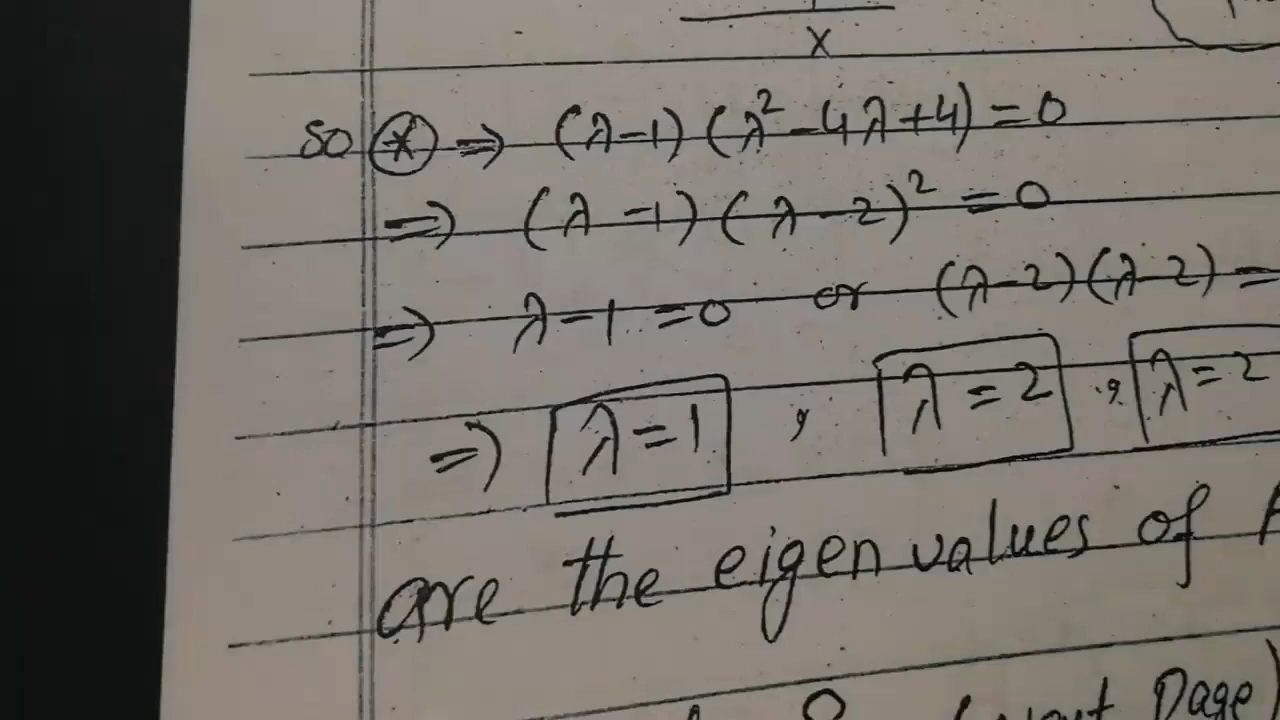 x
so (*) ⇒ (λ-1) (λ²-4λ+4) = 0
⇒ (λ-1) (λ-2)² = 0
⇒ λ-1 = 0 or (λ-2)(λ-2) =
⇒ λ=1 , λ=2 , λ=2
are the eigen values of
Page)